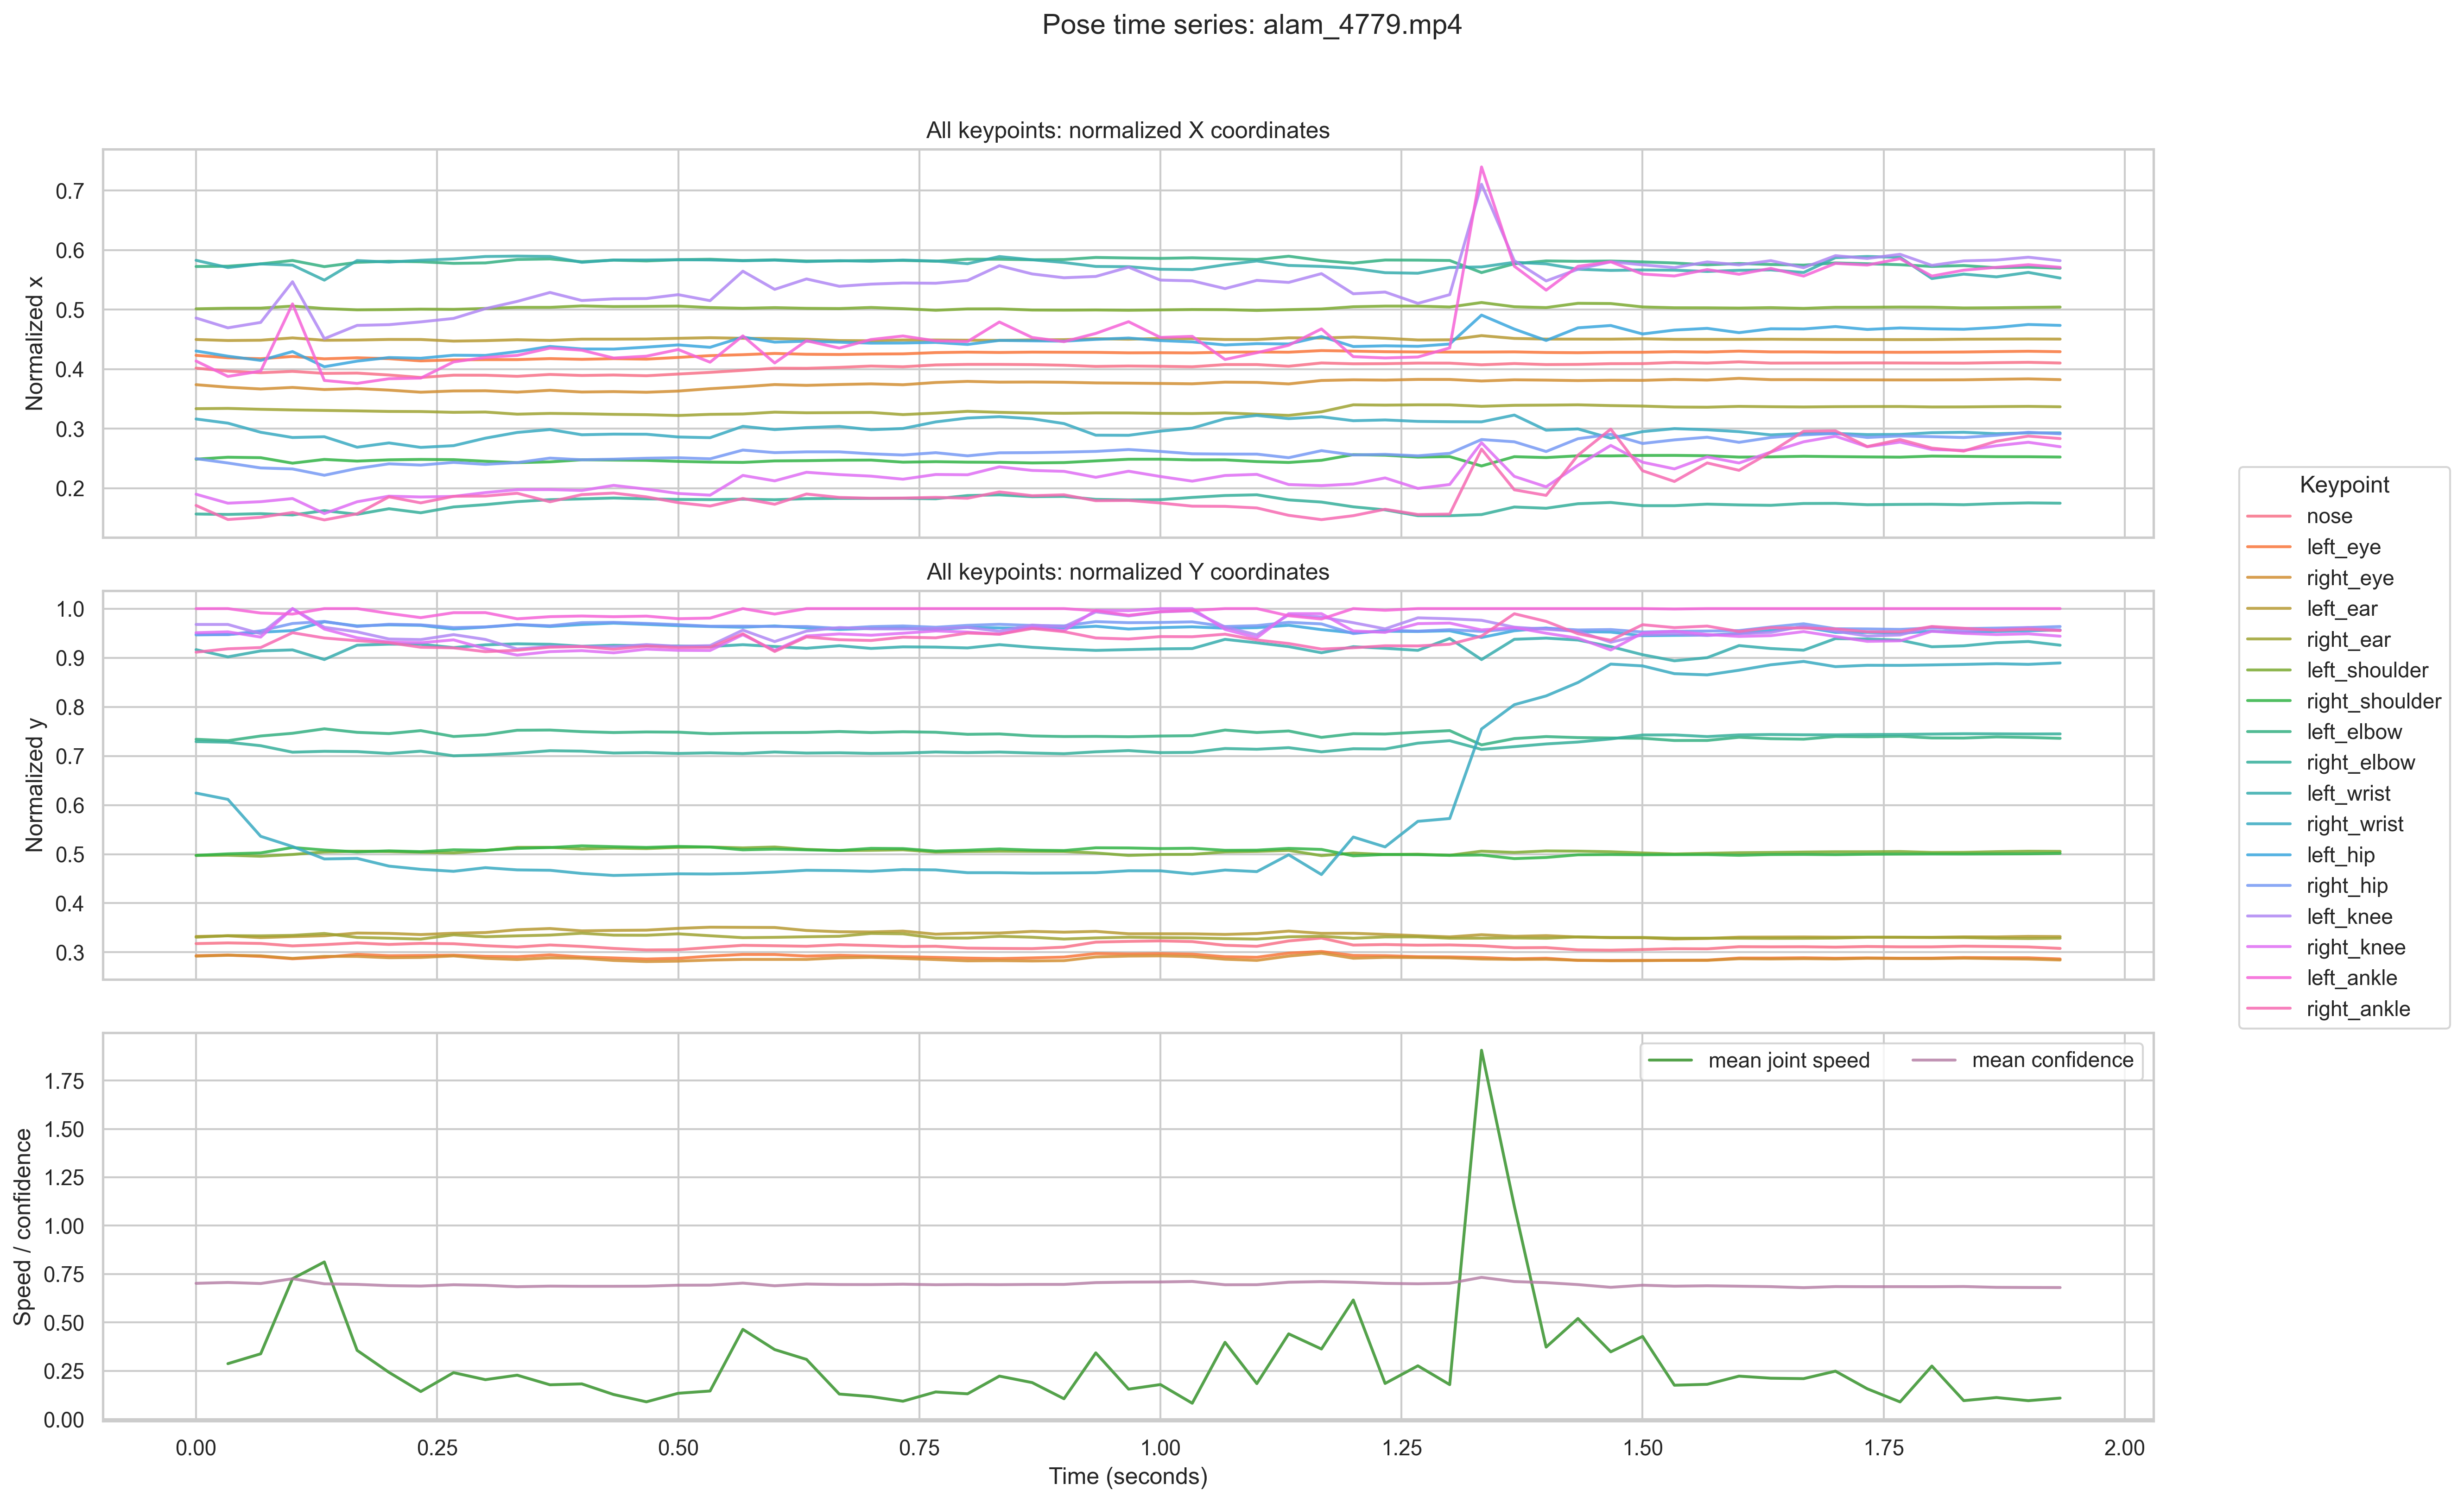 Pose time series: alam_4779.mp4
All keypoints: normalized X coordinates
Normalized x
0.7
0.6
0.5
0.4
0.3
0.2
All keypoints: normalized Y coordinates
Normalized y
1.0
0.9
0.8
0.7
0.6
0.5
0.4
0.3
Keypoint
nose
left_eye
right_eye
left_ear
right_ear
left_shoulder
right_shoulder
left_elbow
right_elbow
left_wrist
right_wrist
left_hip
right_hip
left_knee
right_knee
left_ankle
right_ankle
Speed / confidence
mean joint speed mean confidence
1.75
1.50
1.25
1.00
0.75
0.50
0.25
0.00
0.00 0.25 0.50 0.75 1.00 1.25 1.50 1.75 2.00
Time (seconds)